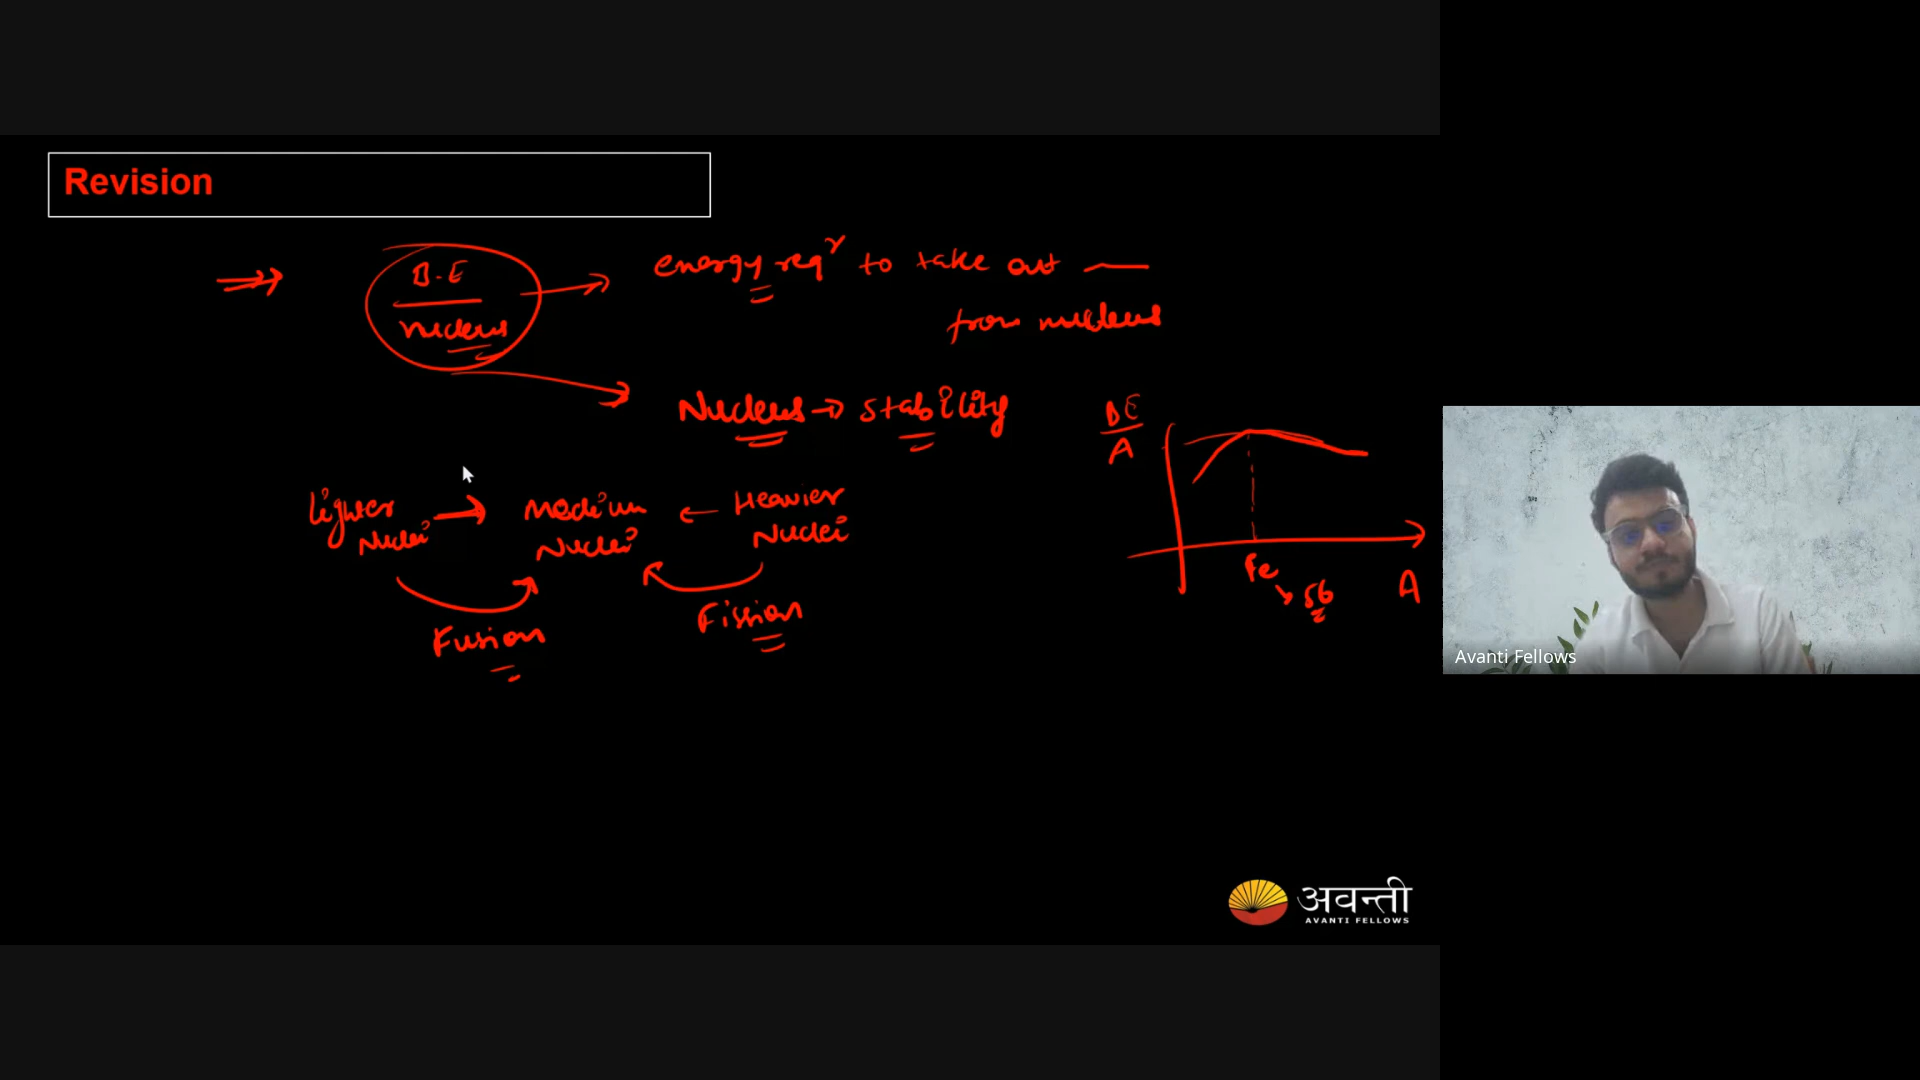 Revision
B.E
nucleus
energy reqr to take out
from nucleus
Nucleus → stability
Lighter
Nuclei
→
Medium
Nuclei
←
Heavier
Nuclei
Fusion
Fission
BE
A
Fe
56
A
Avanti Fellows
अवन्ती
AVANTI FELLOWS